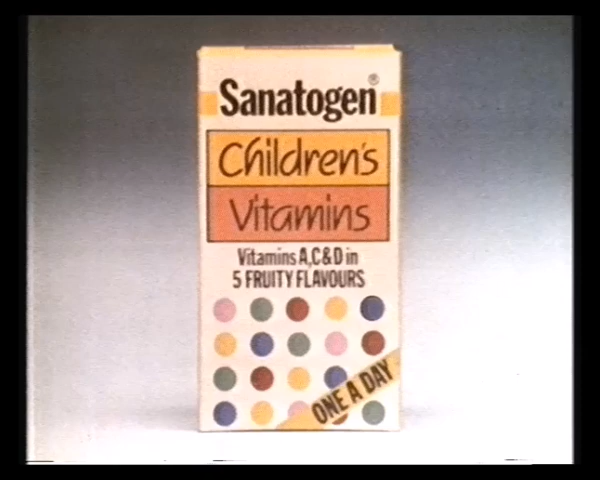 Sanatogen®
Children's
Vitamins
Vitamins A,C&D in
5 FRUITY FLAVOURS
ONE A DAY